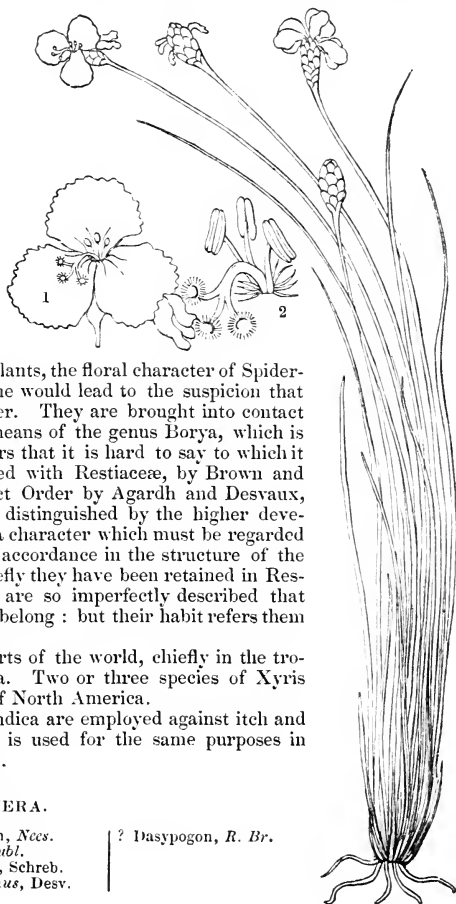 1
2
lants, the floral character of Spider-
ne would lead to the suspicion that
er. They are brought into contact
neans of the genus Borya, which is
rs that it is hard to say to which it
ed with Restiaceæ, by Brown and
ct Order by Agardh and Desvaux,
distinguished by the higher deve-
a character which must be regarded
accordance in the structure of the
efly they have been retained in Res-
are so imperfectly described that
belong : but their habit refers them
rts of the world, chiefly in the tro-
a. Two or three species of Xyris
of North America.
ndica are employed against itch and
is used for the same purposes in
.
ERA.
n, Nees.
ubl.
, Schreb.
us, Desv.
? Dasypogon, R. Br.